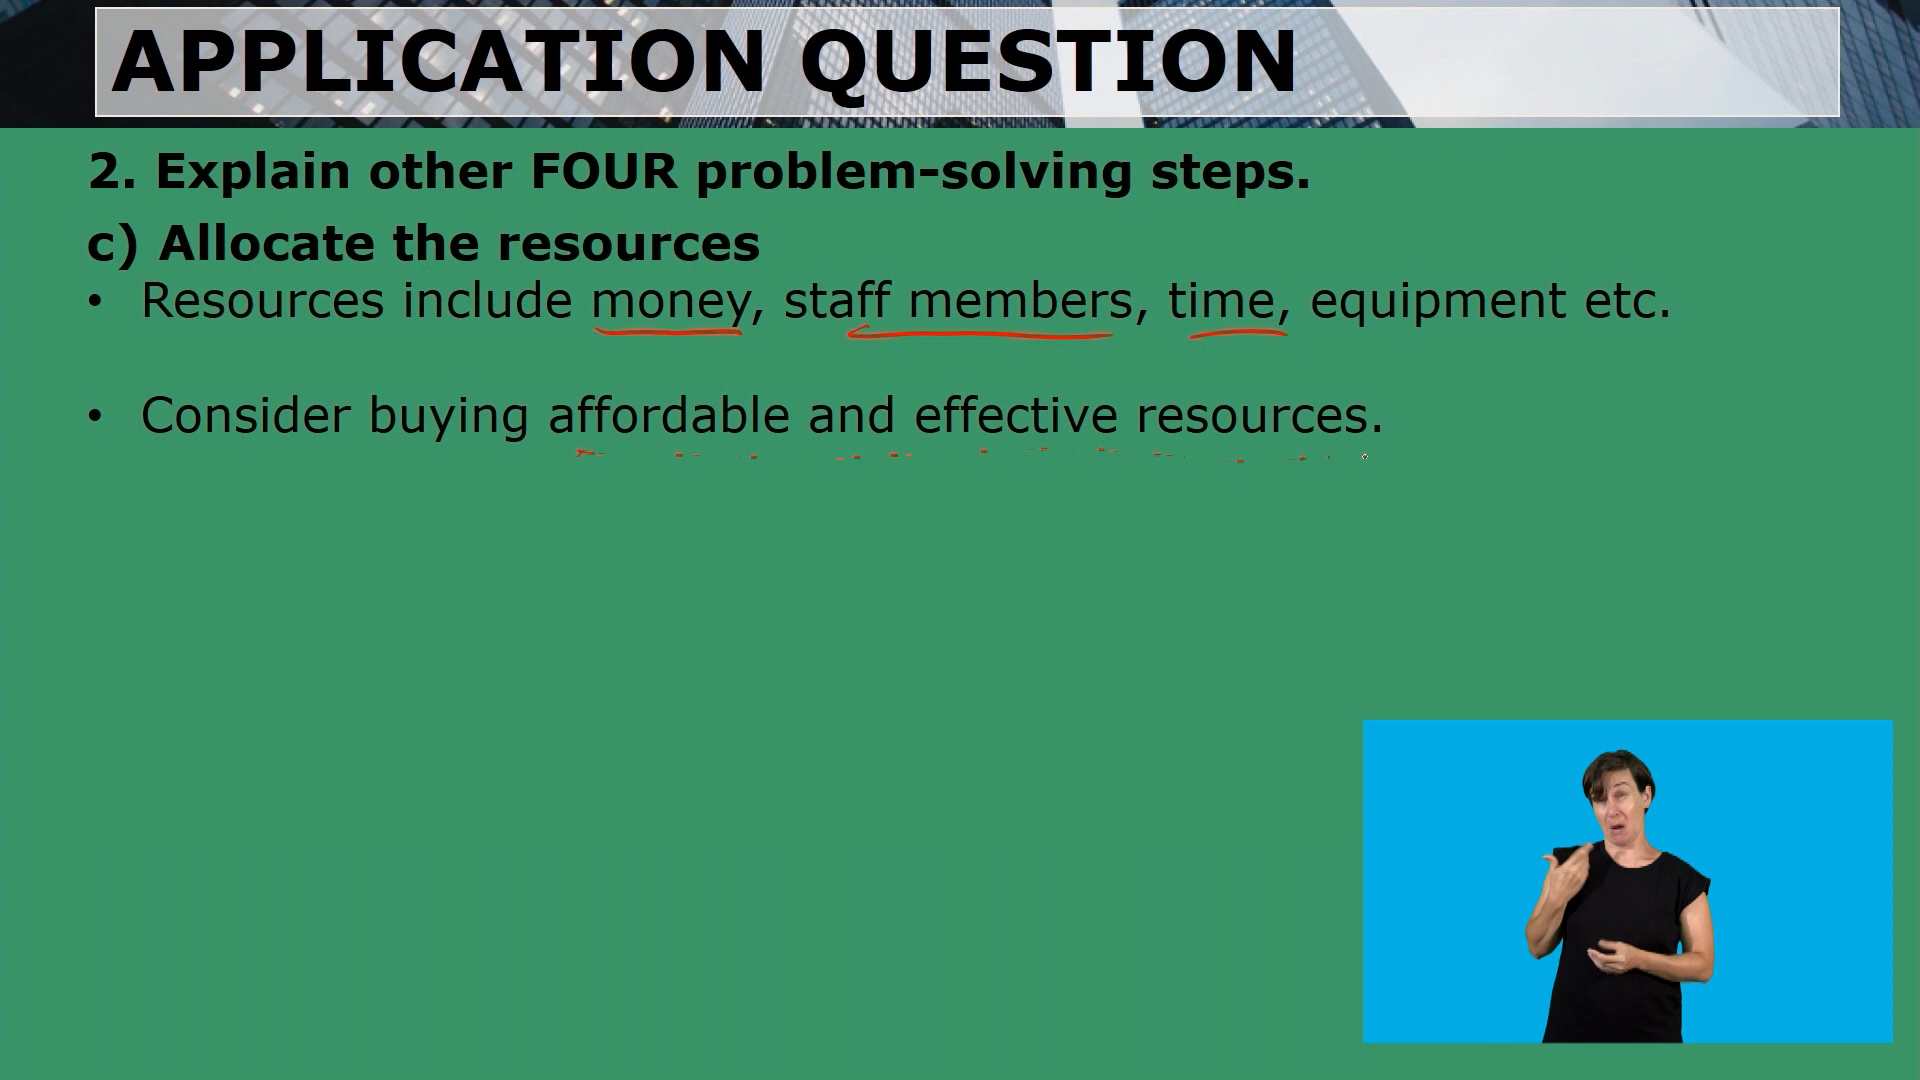 APPLICATION QUESTION
2. Explain other FOUR problem-solving steps.
c) Allocate the resources
• Resources include money, staff members, time, equipment etc.
• Consider buying affordable and effective resources.